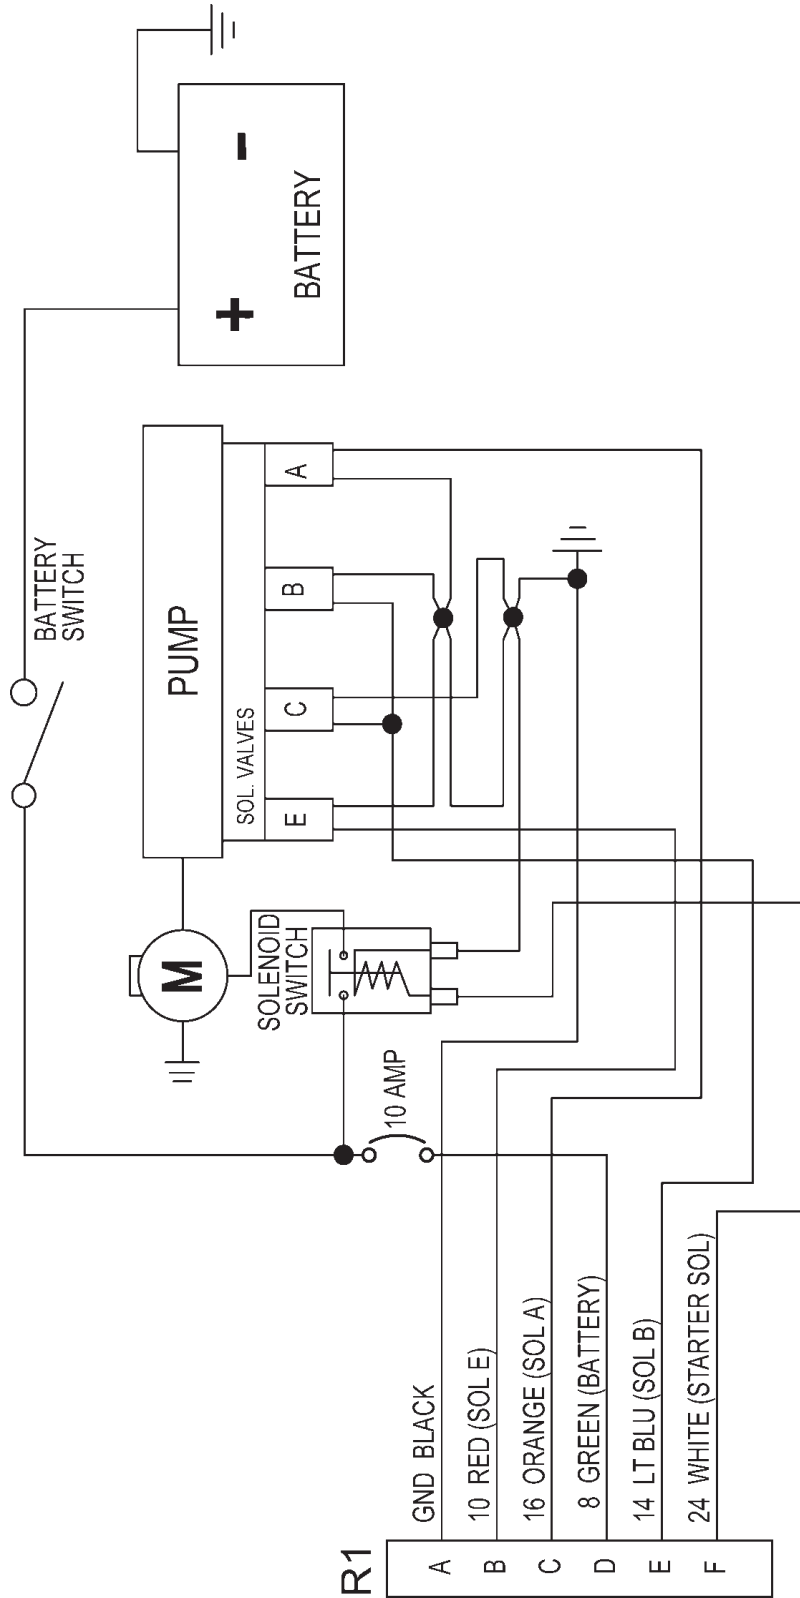 R1
A
B
C
D
E
F
GND BLACK
10 RED (SOL E)
16 ORANGE (SOL A)
8 GREEN (BATTERY)
14 LT BLU (SOL B)
24 WHITE (STARTER SOL)
10 AMP
M
SOLENOID
SWITCH
PUMP
SOL. VALVES
E
C
B
A
BATTERY
SWITCH
+
-
BATTERY